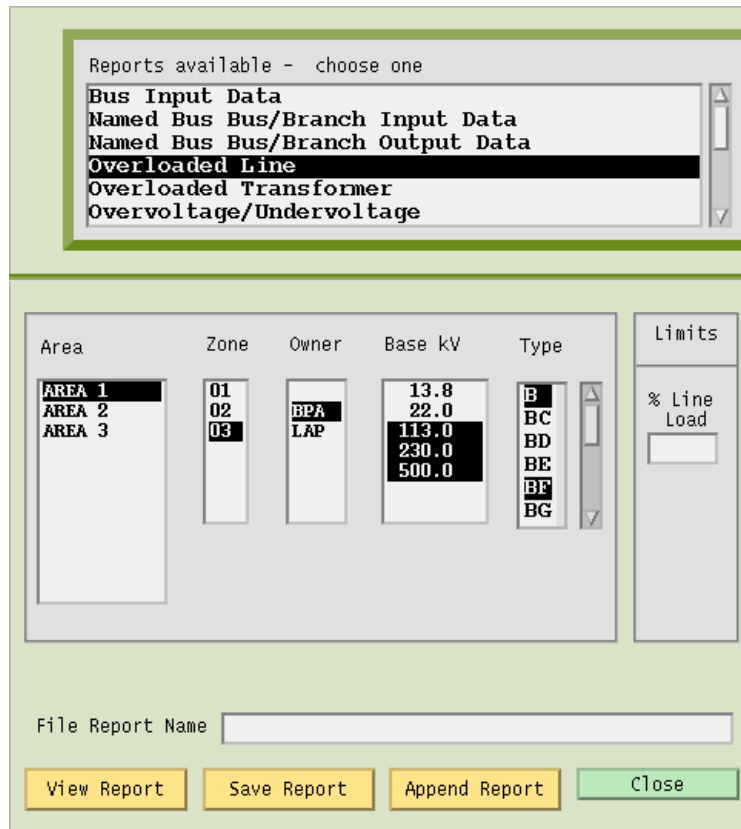 Reports available - choose one
Bus Input Data
Named Bus Bus/Branch Input Data
Named Bus Bus/Branch Output Data
Overloaded Line
Overloaded Transformer
Overvoltage/Undervoltage
Area
Zone
Owner
Base kV
Type
Limits
AREA 1
AREA 2
AREA 3
01
02
03
BPA
LAP
13.8
22.0
113.0
230.0
500.0
B
BC
BD
BE
BF
BG
% Line
Load
File Report Name
View Report
Save Report
Append Report
Close